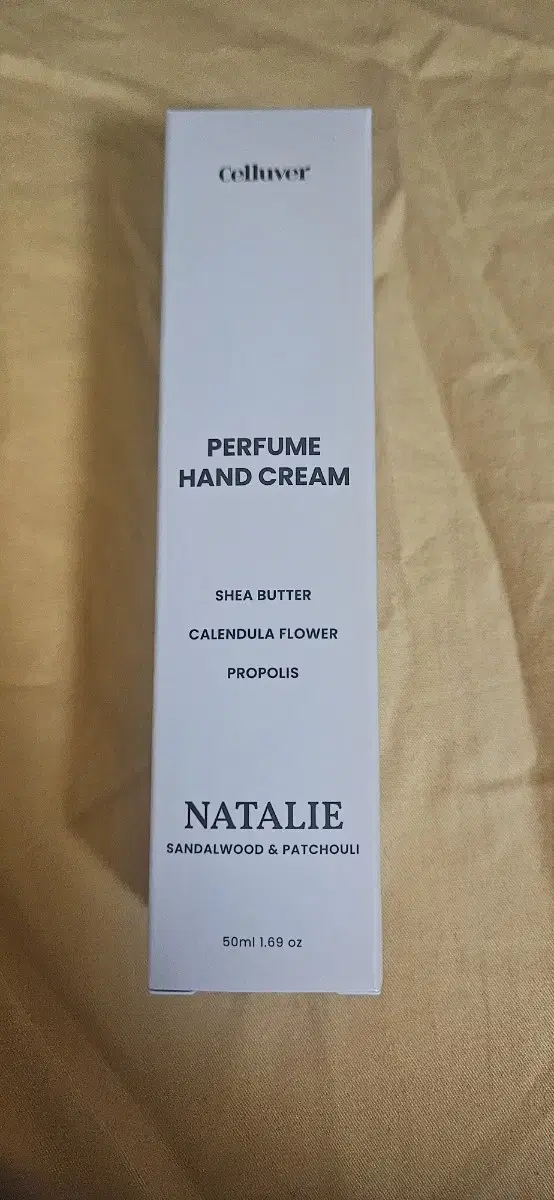 Celluver
PERFUME
HAND CREAM
SHEA BUTTER
CALENDULA FLOWER
PROPOLIS
NATALIE
SANDALWOOD & PATCHOULI
50ml 1.69 oz